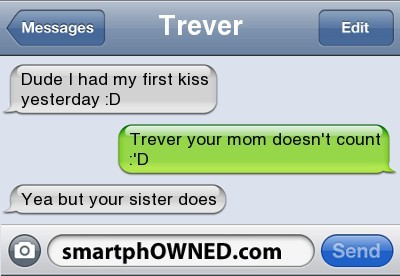 Messages
Trever
Edit
Dude I had my first kiss
yesterday :D
Trever your mom doesn't count
:'D
Yea but your sister does
smartphOWNED.com
Send